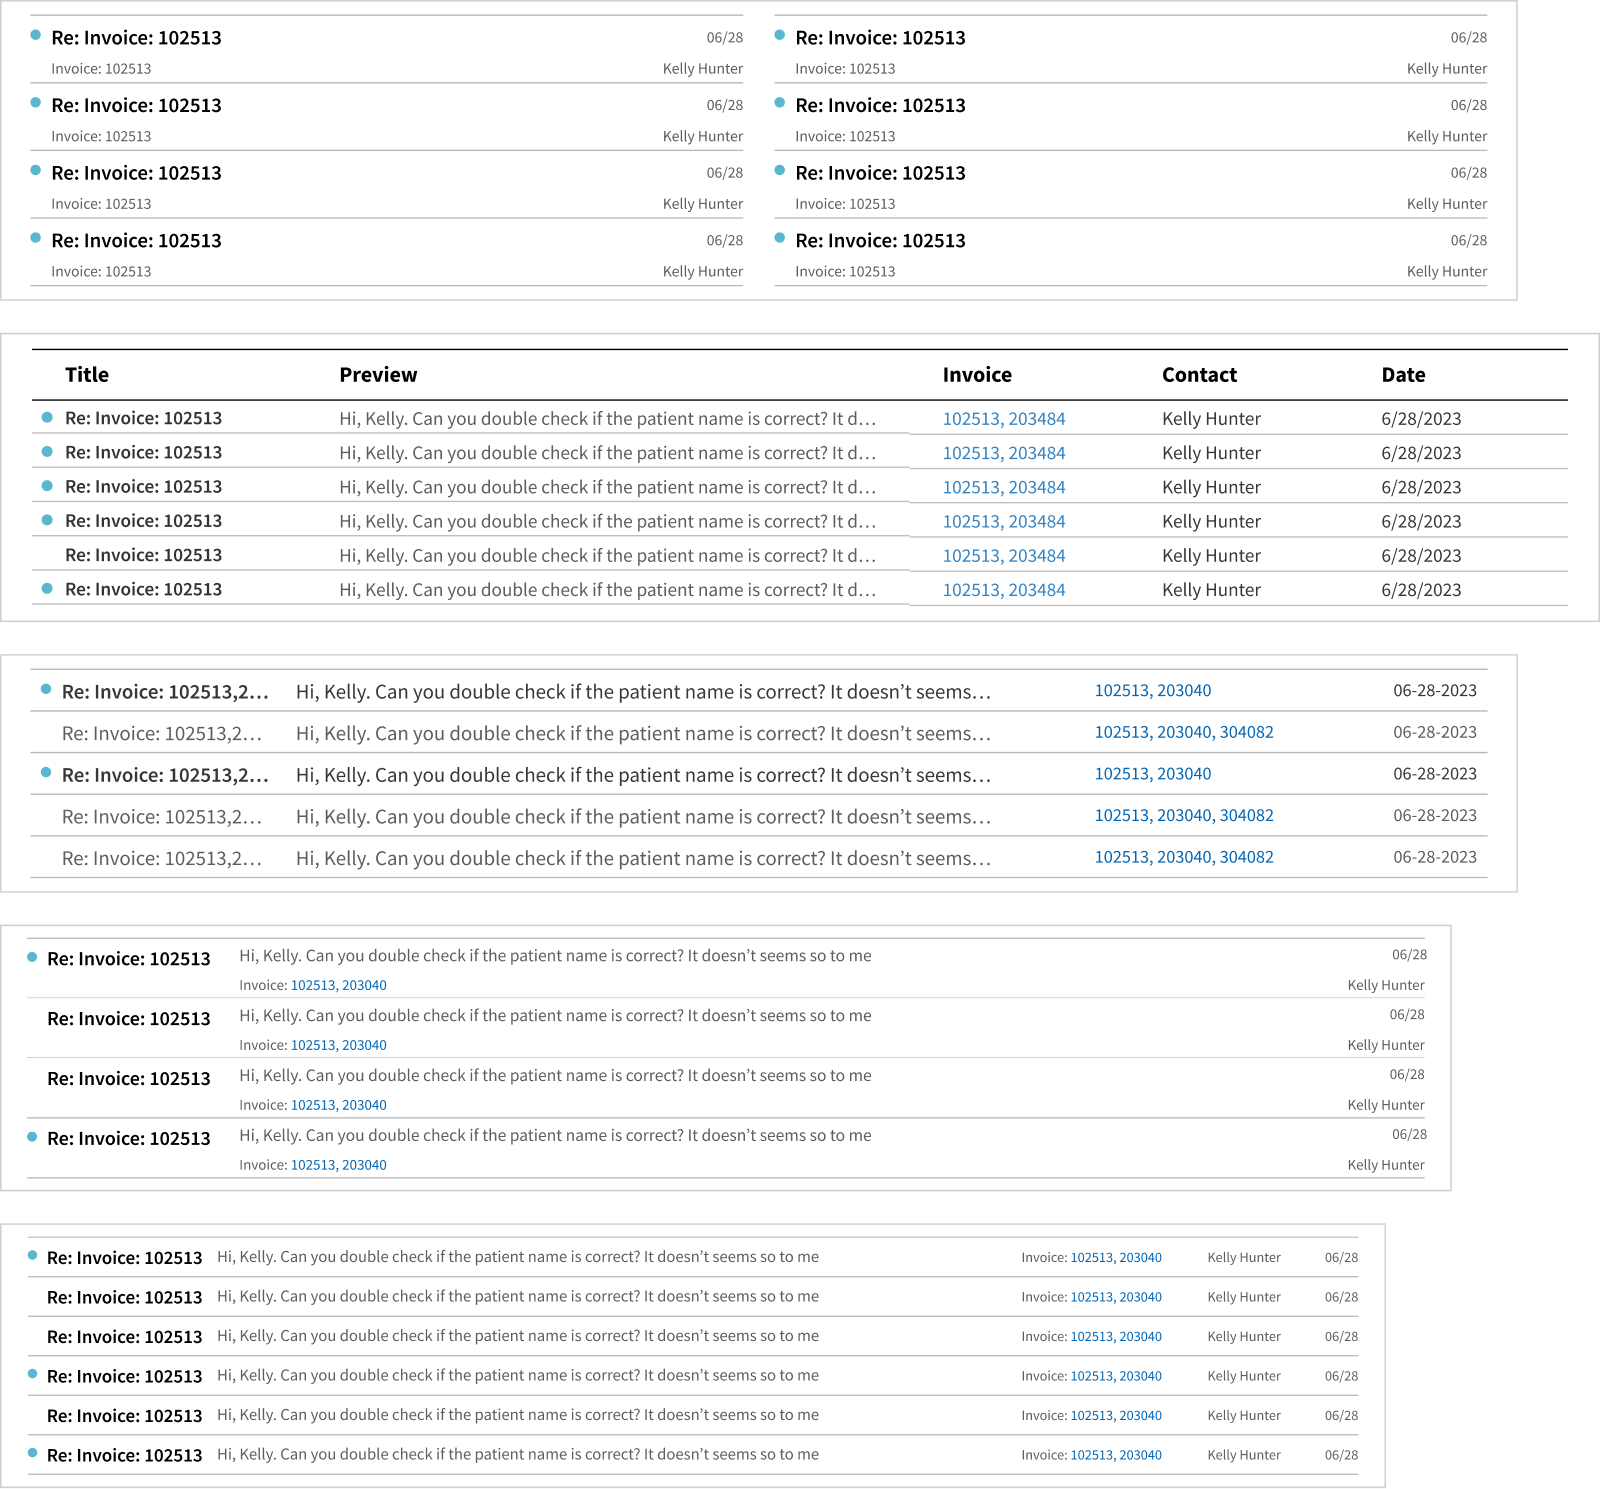 Re: Invoice: 102513 06/28 Re: Invoice: 102513 06/28
Invoice: 102513 Kelly Hunter Invoice: 102513 Kelly Hunter
Re: Invoice: 102513 06/28 Re: Invoice: 102513 06/28
Invoice: 102513 Kelly Hunter Invoice: 102513 Kelly Hunter
Re: Invoice: 102513 06/28 Re: Invoice: 102513 06/28
Invoice: 102513 Kelly Hunter Invoice: 102513 Kelly Hunter
Re: Invoice: 102513 06/28 Re: Invoice: 102513 06/28
Invoice: 102513 Kelly Hunter Invoice: 102513 Kelly Hunter
Title Preview Invoice Contact Date
Re: Invoice: 102513 Hi, Kelly. Can you double check if the patient name is correct? It d… 102513, 203484 Kelly Hunter 6/28/2023
Re: Invoice: 102513 Hi, Kelly. Can you double check if the patient name is correct? It d… 102513, 203484 Kelly Hunter 6/28/2023
Re: Invoice: 102513 Hi, Kelly. Can you double check if the patient name is correct? It d… 102513, 203484 Kelly Hunter 6/28/2023
Re: Invoice: 102513 Hi, Kelly. Can you double check if the patient name is correct? It d… 102513, 203484 Kelly Hunter 6/28/2023
Re: Invoice: 102513 Hi, Kelly. Can you double check if the patient name is correct? It d… 102513, 203484 Kelly Hunter 6/28/2023
Re: Invoice: 102513 Hi, Kelly. Can you double check if the patient name is correct? It d… 102513, 203484 Kelly Hunter 6/28/2023
Re: Invoice: 102513,2… Hi, Kelly. Can you double check if the patient name is correct? It doesn’t seems… 102513, 203040 06-28-2023
Re: Invoice: 102513,2… Hi, Kelly. Can you double check if the patient name is correct? It doesn’t seems… 102513, 203040, 304082 06-28-2023
Re: Invoice: 102513,2… Hi, Kelly. Can you double check if the patient name is correct? It doesn’t seems… 102513, 203040 06-28-2023
Re: Invoice: 102513,2… Hi, Kelly. Can you double check if the patient name is correct? It doesn’t seems… 102513, 203040, 304082 06-28-2023
Re: Invoice: 102513,2… Hi, Kelly. Can you double check if the patient name is correct? It doesn’t seems… 102513, 203040, 304082 06-28-2023
Re: Invoice: 102513 Hi, Kelly. Can you double check if the patient name is correct? It doesn’t seems so to me 06/28
Invoice: 102513, 203040 Kelly Hunter
Re: Invoice: 102513 Hi, Kelly. Can you double check if the patient name is correct? It doesn’t seems so to me 06/28
Invoice: 102513, 203040 Kelly Hunter
Re: Invoice: 102513 Hi, Kelly. Can you double check if the patient name is correct? It doesn’t seems so to me 06/28
Invoice: 102513, 203040 Kelly Hunter
Re: Invoice: 102513 Hi, Kelly. Can you double check if the patient name is correct? It doesn’t seems so to me 06/28
Invoice: 102513, 203040 Kelly Hunter
Re: Invoice: 102513 Hi, Kelly. Can you double check if the patient name is correct? It doesn’t seems so to me Invoice: 102513, 203040 Kelly Hunter 06/28
Re: Invoice: 102513 Hi, Kelly. Can you double check if the patient name is correct? It doesn’t seems so to me Invoice: 102513, 203040 Kelly Hunter 06/28
Re: Invoice: 102513 Hi, Kelly. Can you double check if the patient name is correct? It doesn’t seems so to me Invoice: 102513, 203040 Kelly Hunter 06/28
Re: Invoice: 102513 Hi, Kelly. Can you double check if the patient name is correct? It doesn’t seems so to me Invoice: 102513, 203040 Kelly Hunter 06/28
Re: Invoice: 102513 Hi, Kelly. Can you double check if the patient name is correct? It doesn’t seems so to me Invoice: 102513, 203040 Kelly Hunter 06/28
Re: Invoice: 102513 Hi, Kelly. Can you double check if the patient name is correct? It doesn’t seems so to me Invoice: 102513, 203040 Kelly Hunter 06/28